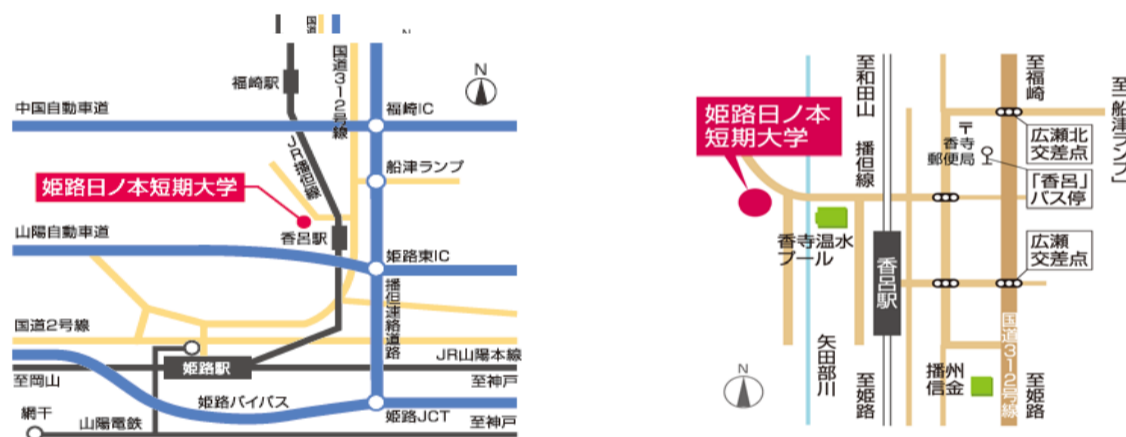 国道312号線
N
福崎駅
中国自動車道
福崎IC
JR播但線
船津ランプ
姫路日ノ本短期大学
香呂駅
山陽自動車道
姫路東IC
播但連絡道路
国道2号線
JR山陽本線
姫路駅
至岡山
至神戸
姫路バイパス
網干
山陽電鉄
姫路JCT
至神戸
至和田山
播但線
至福崎
至「船津ランプ」
姫路日ノ本
短期大学
〒
香寺
郵便局
広瀬北
交差点
「香呂」
バス停
香寺温水
プール
香呂駅
広瀬
交差点
国道312号線
矢田部川
播州
信金
N
至姫路
至姫路